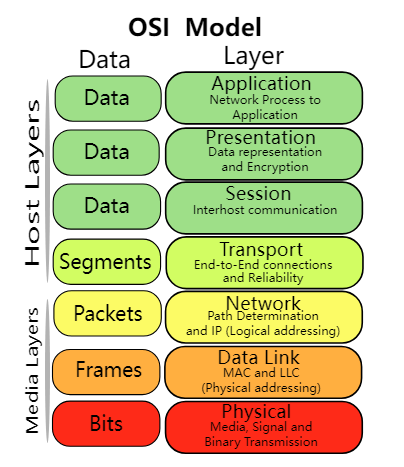 OSI Model
Data Layer
Host Layers
Data
Application
Network Process to
Application
Data
Presentation
Data representation
and Encryption
Data
Session
Interhost communication
Segments
Transport
End-to-End connections
and Reliability
Media Layers
Packets
Network
Path Determination
and IP (Logical addressing)
Frames
Data Link
MAC and LLC
(Physical addressing)
Bits
Physical
Media, Signal and
Binary Transmission